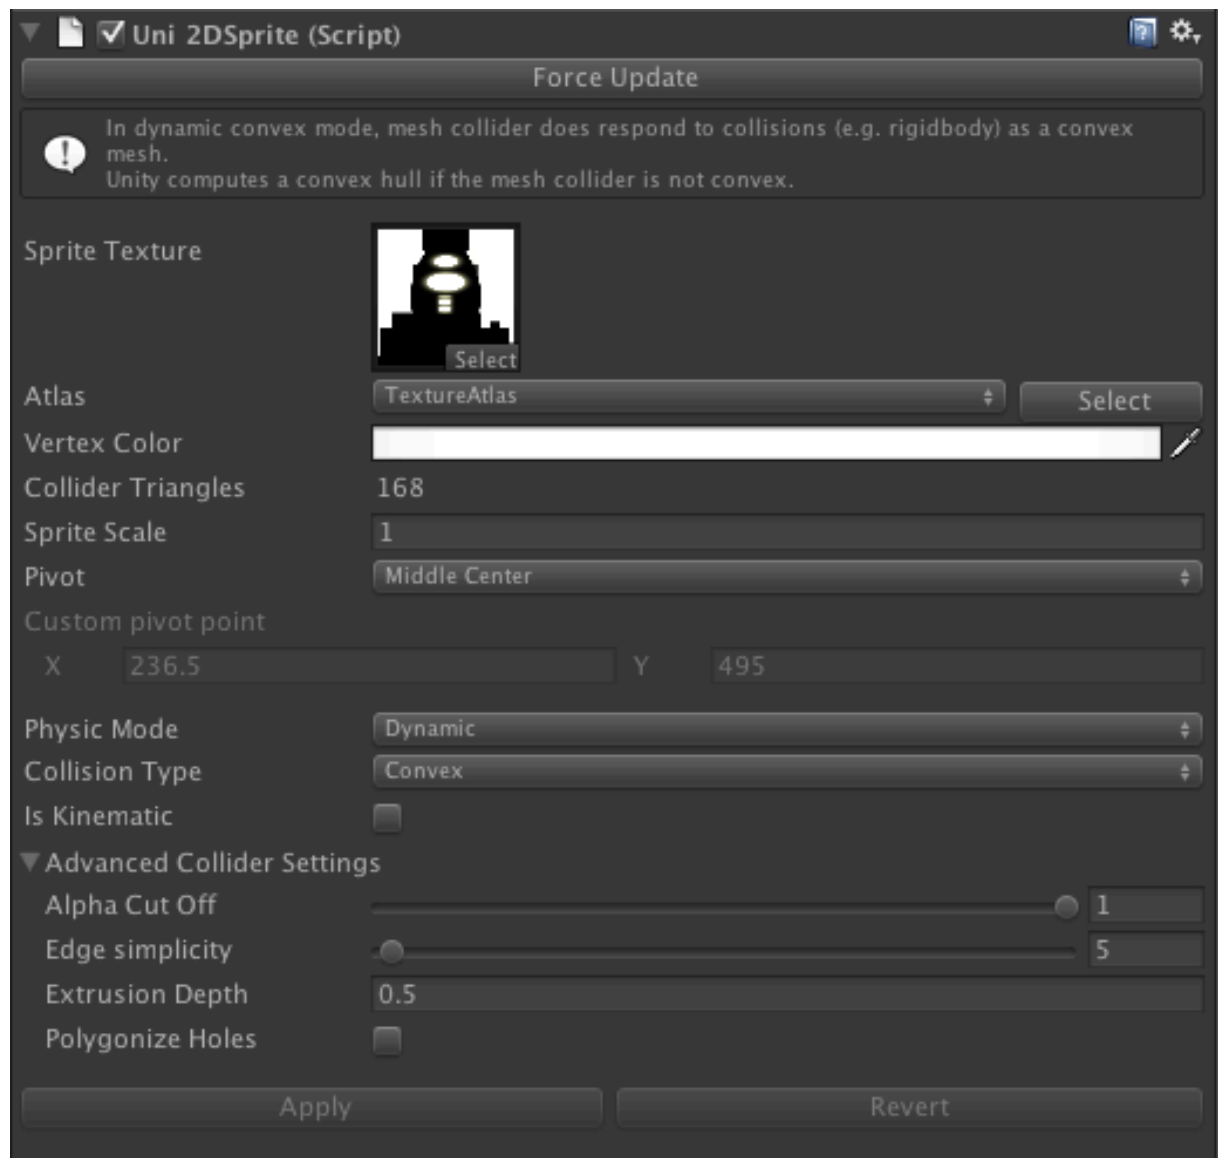 Uni 2DSprite (Script)
Force Update
In dynamic convex mode, mesh collider does respond to collisions (e.g. rigidbody) as a convex
mesh.
Unity computes a convex hull if the mesh collider is not convex.
Sprite Texture
Select
Atlas TextureAtlas Select
Vertex Color
Collider Triangles 168
Sprite Scale 1
Pivot Middle Center
Custom pivot point
X 236.5 Y 495
Physic Mode Dynamic
Collision Type Convex
Is Kinematic
Advanced Collider Settings
Alpha Cut Off 1
Edge simplicity 5
Extrusion Depth 0.5
Polygonize Holes
Apply Revert